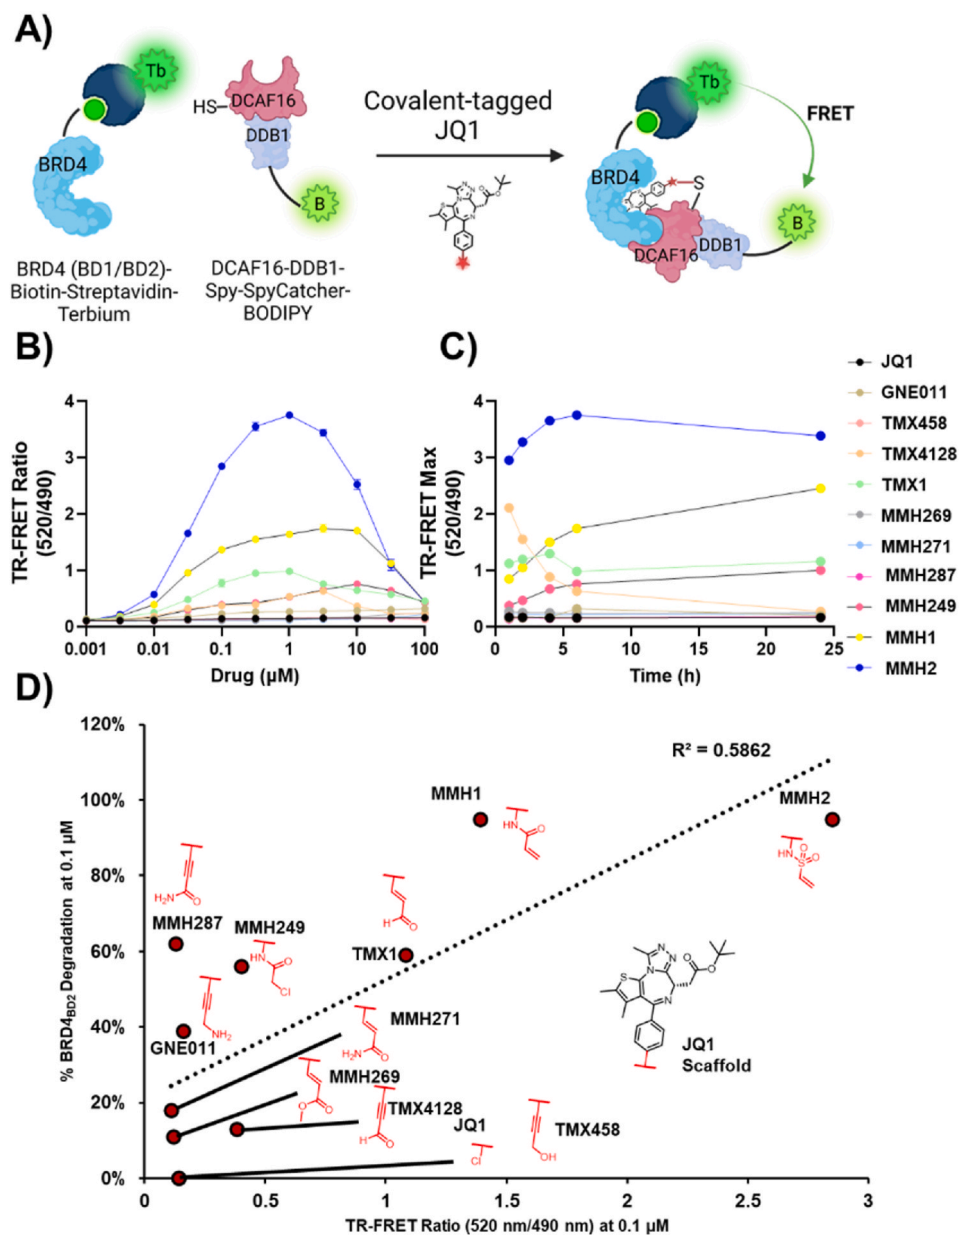 A)
Tb
HS
DCAF16
DDB1
BRD4
B
Covalent-tagged
JQ1
FRET
Tb
BRD4
S
DCAF16
DDB1
B
BRD4 (BD1/BD2)-
Biotin-Streptavidin-
Terbium
DCAF16-DDB1-
Spy-SpyCatcher-
BODIPY
B)
TR-FRET Ratio
(520/490)
4
3
2
1
0
0.001
0.01
0.1
1
10
100
Drug (µM)
C)
TR-FRET Max
(520/490)
4
3
2
1
0
0
5
10
15
20
25
Time (h)
JQ1
GNE011
TMX458
TMX4128
TMX1
MMH269
MMH271
MMH287
MMH249
MMH1
MMH2
D)
% BRD4BD2 Degradation at 0.1 µM
120%
100%
80%
60%
40%
20%
0%
R² = 0.5862
MMH1
HN
O
MMH2
HN
S
O
O
H₂N
O
MMH287
MMH249
HN
O
Cl
H
O
TMX1
NH₂
GNE011
MMH271
H₂N
O
MMH269
O
O
TMX4128
H
O
JQ1
Cl
TMX458
OH
N
N
N
N
S
O
O
JQ1
Scaffold
0
0.5
1
1.5
2
2.5
3
TR-FRET Ratio (520 nm/490 nm) at 0.1 µM